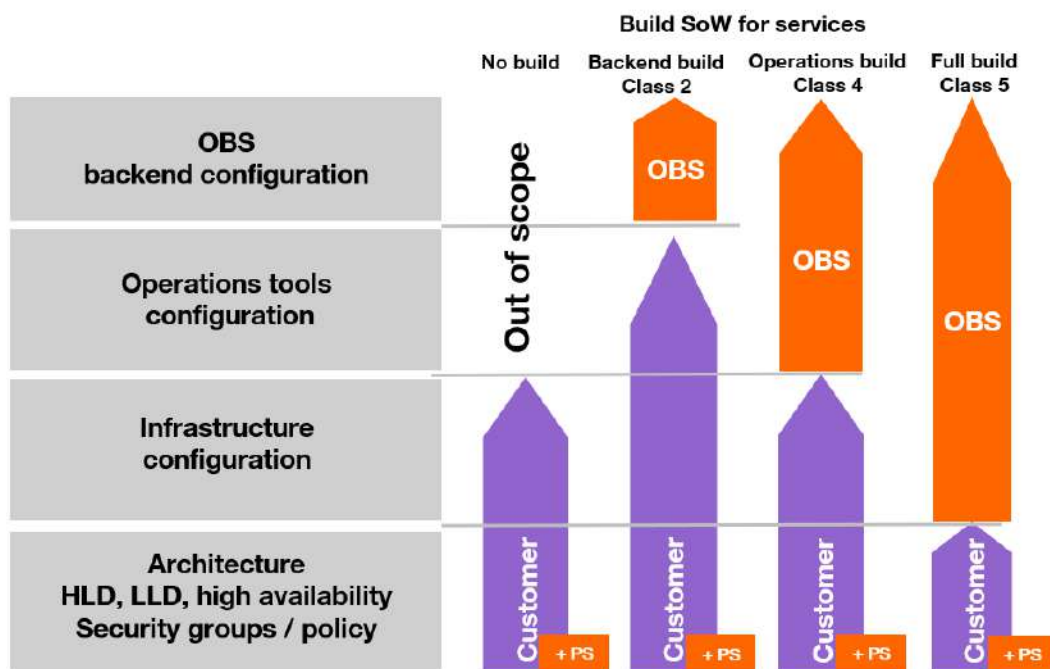 Build SoW for services
No build
Backend build
Class 2
Operations build
Class 4
Full build
Class 5
OBS
backend configuration
Operations tools
configuration
Infrastructure
configuration
Architecture
HLD, LLD, high availability
Security groups / policy
Out of scope
OBS
OBS
OBS
Customer
Customer
Customer
Customer
+ PS
+ PS
+ PS
+ PS